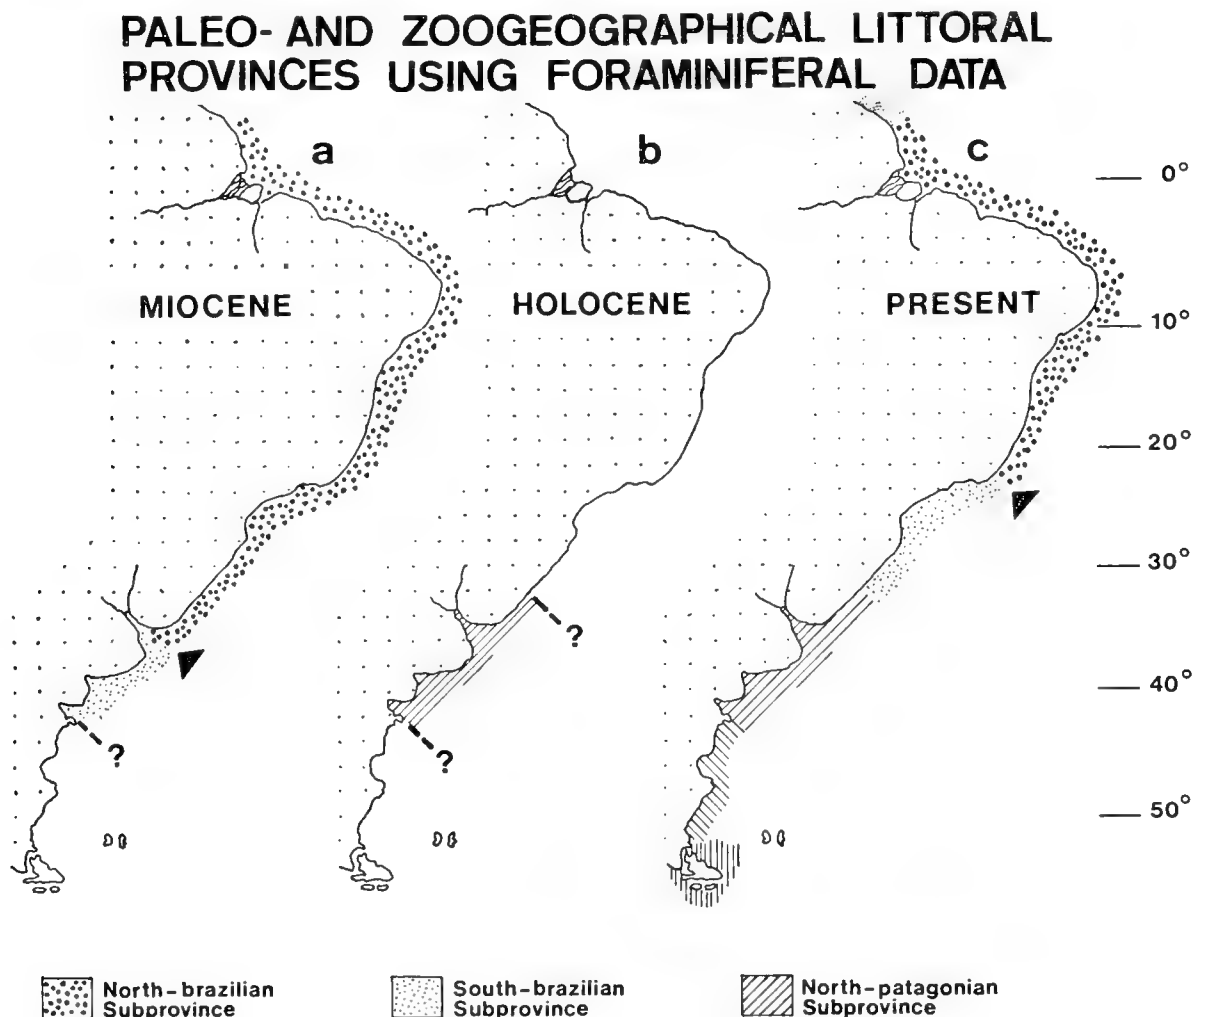 PALEO- AND ZOOGEOGRAPHICAL LITTORAL
PROVINCES USING FORAMINIFERAL DATA
a
b
c
0°
MIOCENE
HOLOCENE
PRESENT
10°
20°
30°
?
40°
?
?
50°
North-brazilian
Subprovince
South-brazilian
Subprovince
North-patagonian
Subprovince